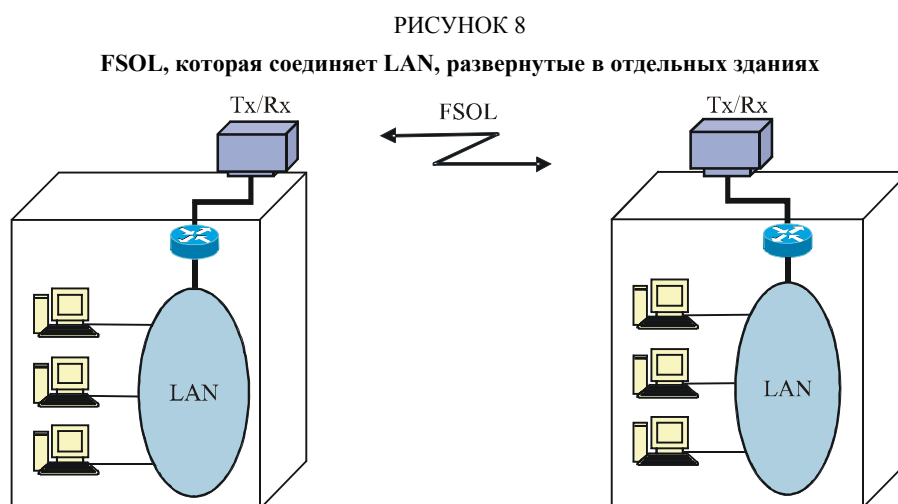 РИСУНОК 8
FSOL, которая соединяет LAN, развернутые в отдельных зданиях
Tx/Rx
FSOL
Tx/Rx
LAN
LAN